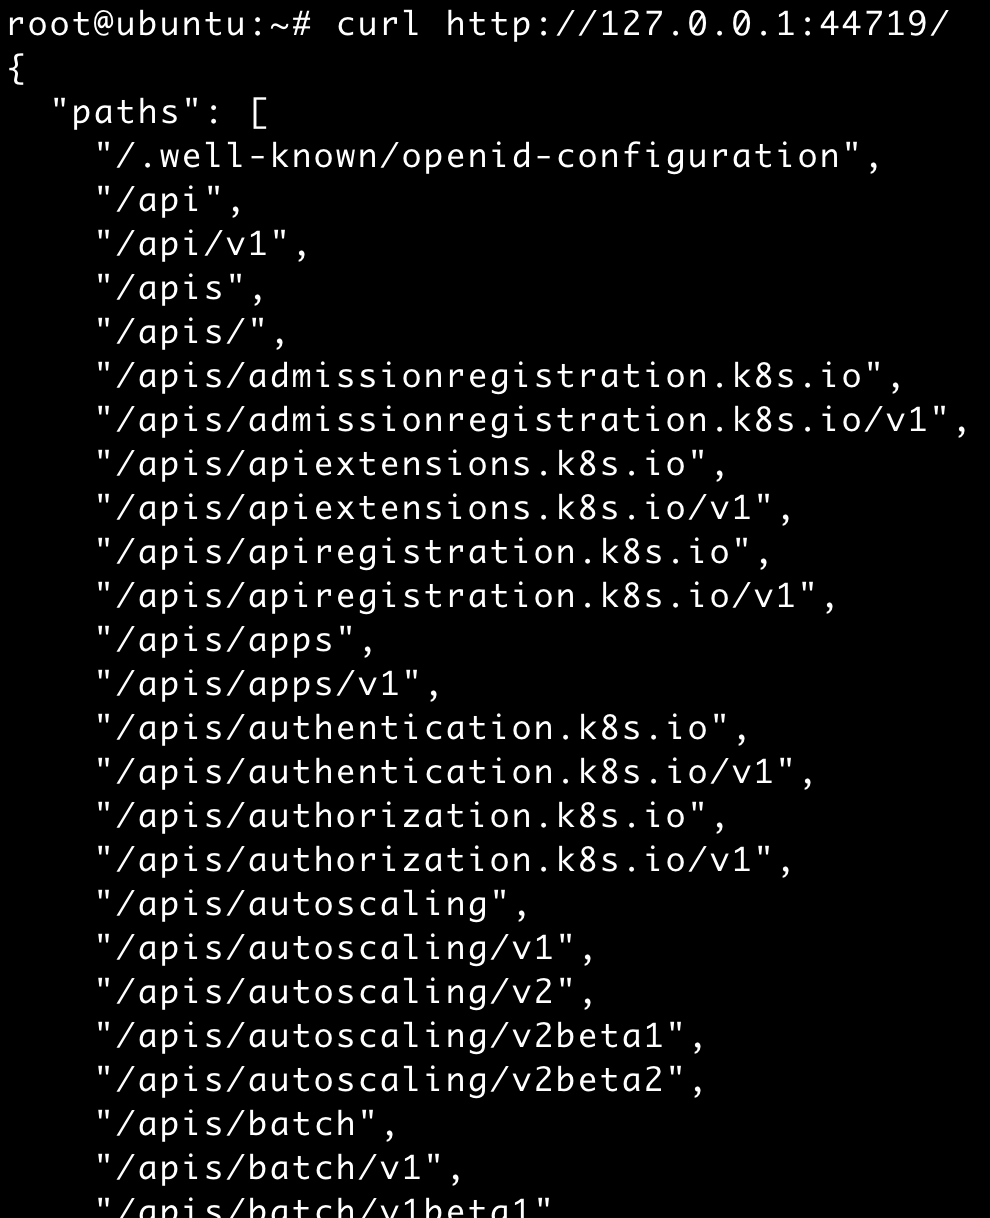 root@ubuntu:~# curl http://127.0.0.1:44719/
{
  "paths": [
    "/.well-known/openid-configuration",
    "/api",
    "/api/v1",
    "/apis",
    "/apis/",
    "/apis/admissionregistration.k8s.io",
    "/apis/admissionregistration.k8s.io/v1",
    "/apis/apiextensions.k8s.io",
    "/apis/apiextensions.k8s.io/v1",
    "/apis/apiregistration.k8s.io",
    "/apis/apiregistration.k8s.io/v1",
    "/apis/apps",
    "/apis/apps/v1",
    "/apis/authentication.k8s.io",
    "/apis/authentication.k8s.io/v1",
    "/apis/authorization.k8s.io",
    "/apis/authorization.k8s.io/v1",
    "/apis/autoscaling",
    "/apis/autoscaling/v1",
    "/apis/autoscaling/v2",
    "/apis/autoscaling/v2beta1",
    "/apis/autoscaling/v2beta2",
    "/apis/batch",
    "/apis/batch/v1",
    "/apis/batch/v1beta1"